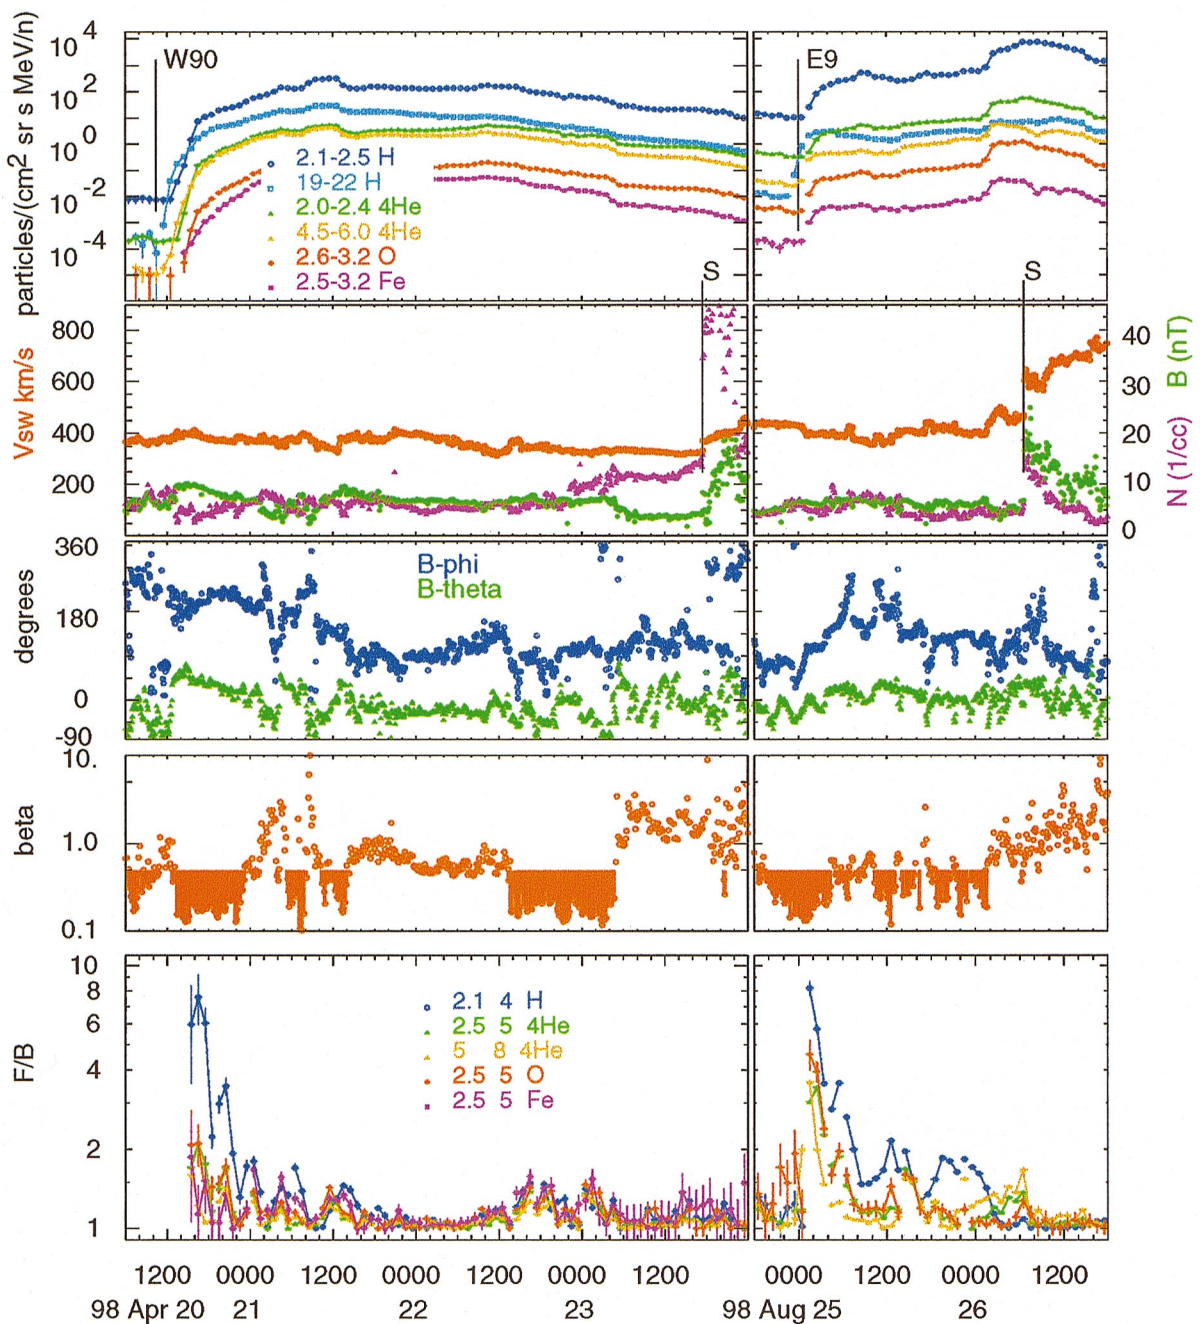 particles/(cm2 sr s MeV/n)
10 4
10 2
10 0
10 -2
10 -4
W90
E9
2.1-2.5 H
19-22 H
2.0-2.4 4He
4.5-6.0 4He
2.6-3.2 O
2.5-3.2 Fe
S
S
Vsw km/s
800
600
400
200
40
30
20
10
0
B (nT)
N (1/cc)
degrees
360
180
0
-90
B-phi
B-theta
beta
10.
1.0
0.1
F/B
10
8
6
4
2
1
2.1 4 H
2.5 5 4He
5 8 4He
2.5 5 O
2.5 5 Fe
1200 0000 1200 0000 1200 0000 1200 0000 1200 0000 1200
98 Apr 20 21 22 23 98 Aug 25 26